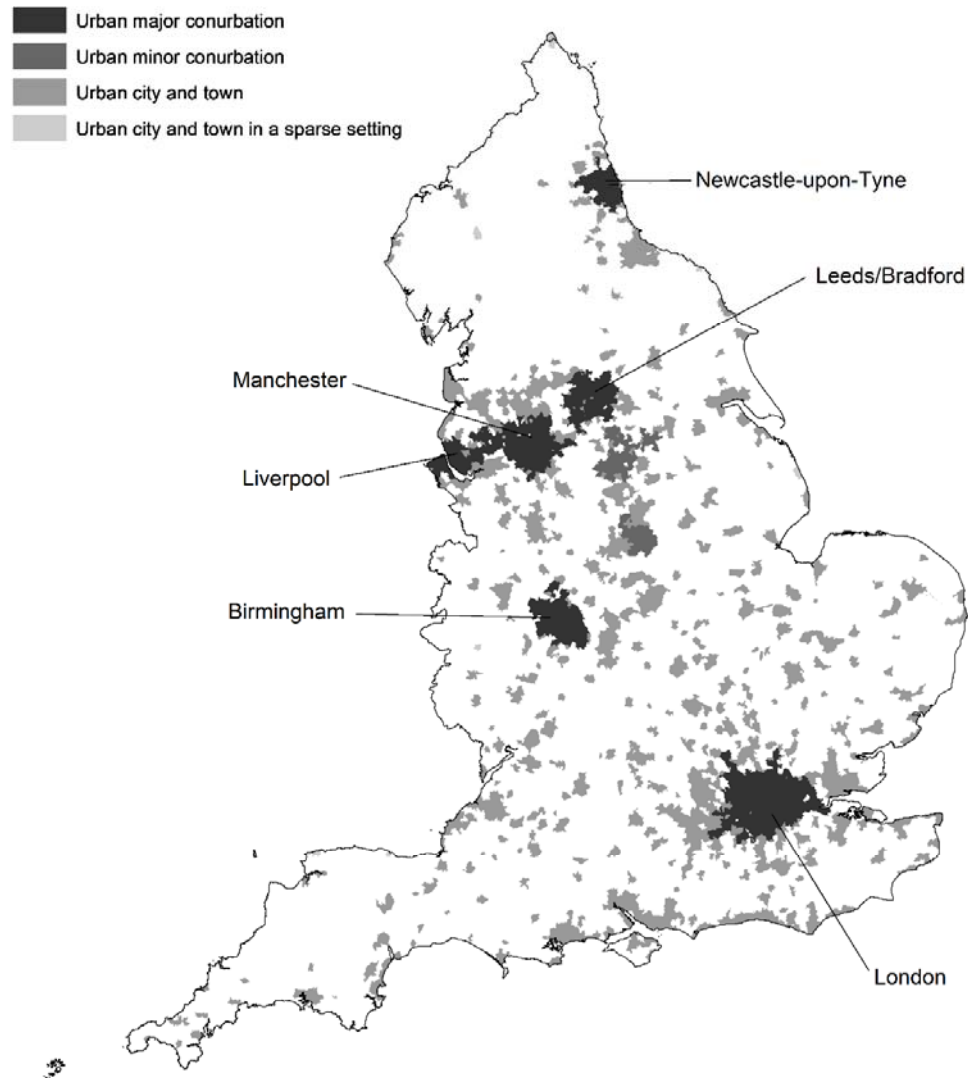 Urban major conurbation
Urban minor conurbation
Urban city and town
Urban city and town in a sparse setting
Newcastle-upon-Tyne
Leeds/Bradford
Manchester
Liverpool
Birmingham
London